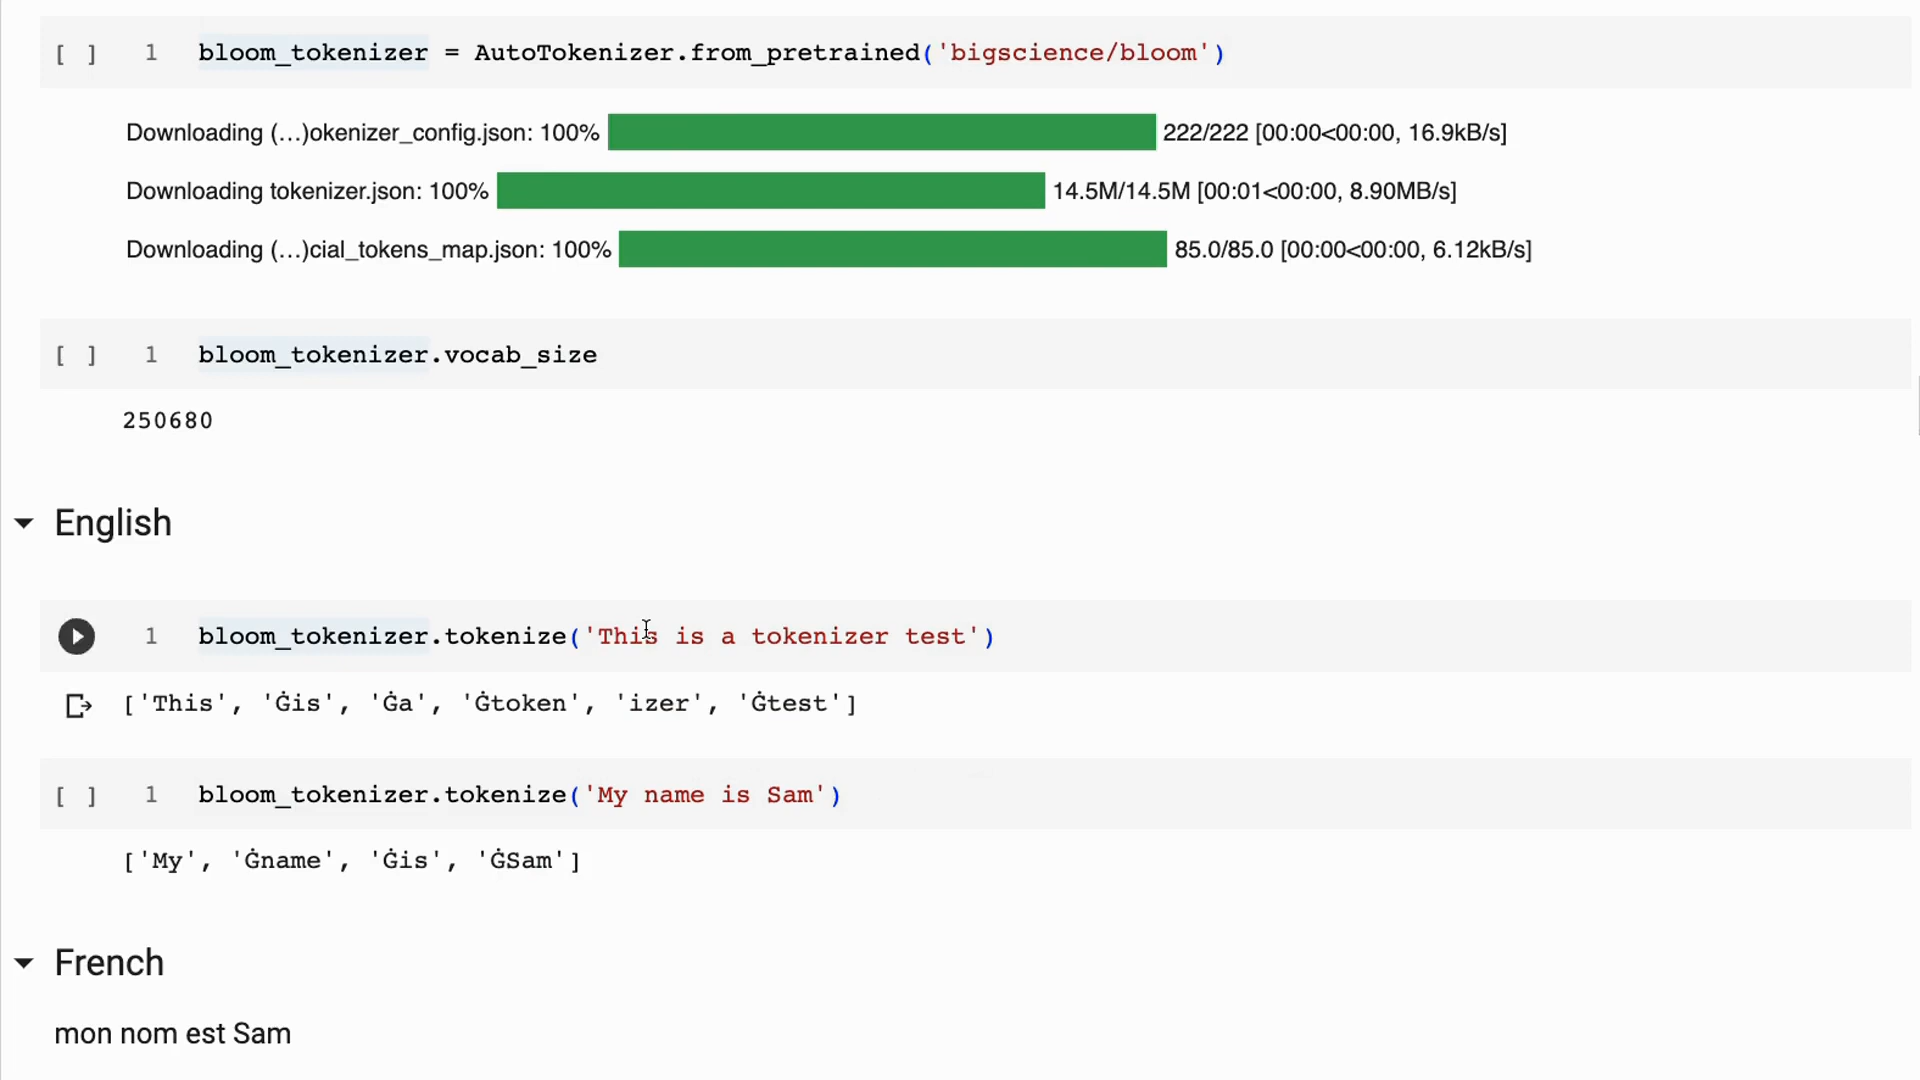 [ ] 1 bloom_tokenizer = AutoTokenizer.from_pretrained('bigscience/bloom')
Downloading (…)okenizer_config.json: 100% 222/222 [00:00<00:00, 16.9kB/s]
Downloading tokenizer.json: 100% 14.5M/14.5M [00:01<00:00, 8.90MB/s]
Downloading (…)cial_tokens_map.json: 100% 85.0/85.0 [00:00<00:00, 6.12kB/s]
[ ] 1 bloom_tokenizer.vocab_size
250680
English
1 bloom_tokenizer.tokenize('This is a tokenizer test')
['This', 'Ġis', 'Ġa', 'Ġtoken', 'izer', 'Ġtest']
[ ] 1 bloom_tokenizer.tokenize('My name is Sam')
['My', 'Ġname', 'Ġis', 'ĠSam']
French
mon nom est Sam